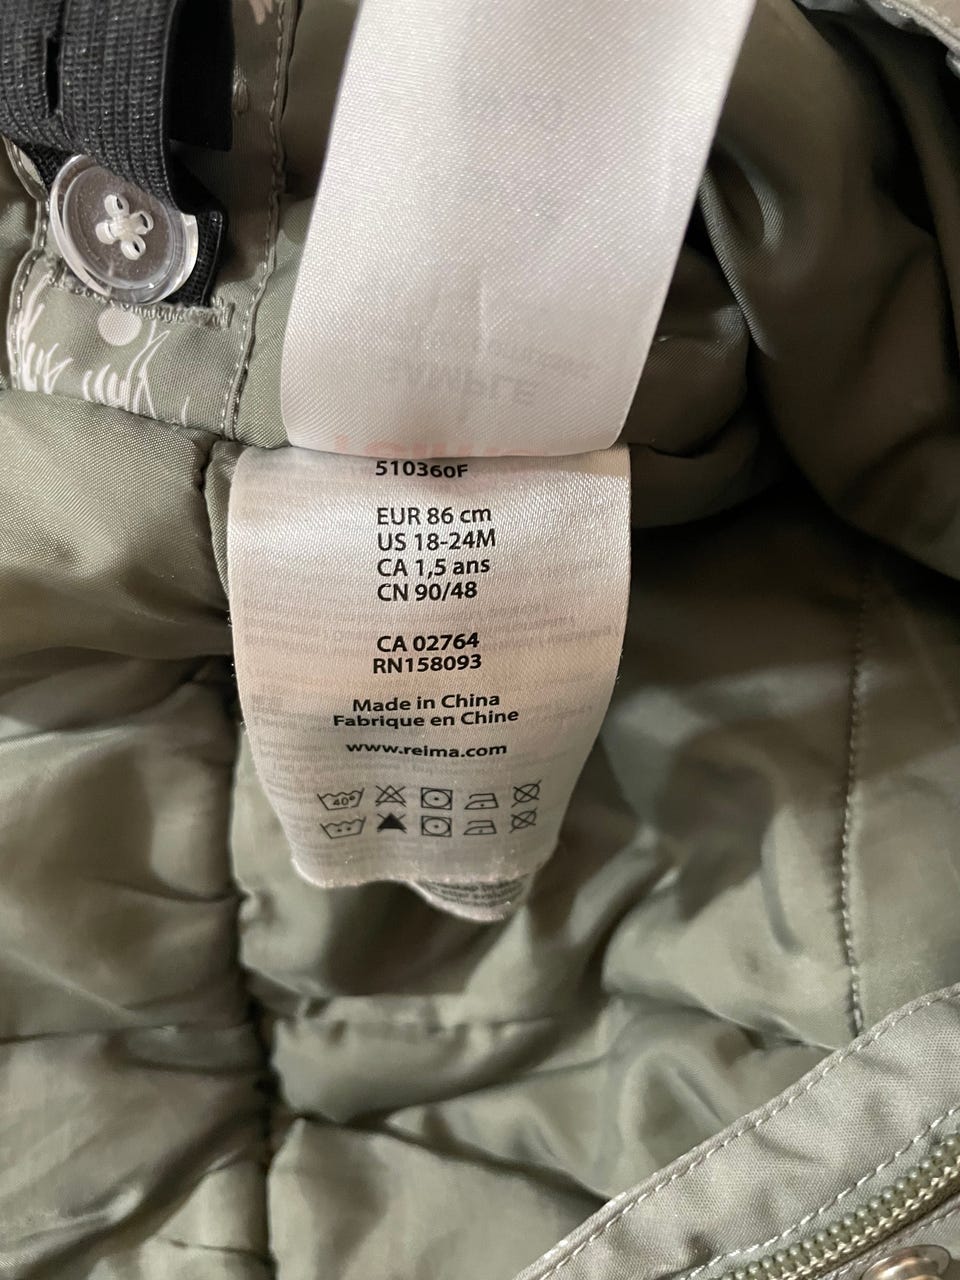 510360F
EUR 86 cm
US 18-24M
CA 1,5 ans
CN 90/48
CA 02764
RN158093
Made in China
Fabrique en Chine
www.reima.com
40°